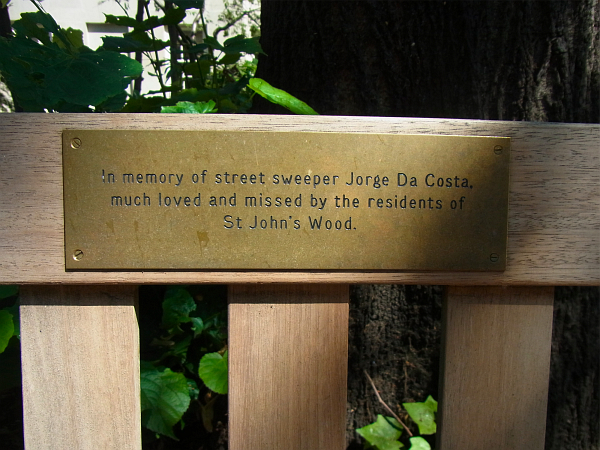 In memory of street sweeper Jorge Da Costa,
much loved and missed by the residents of
St John's Wood.